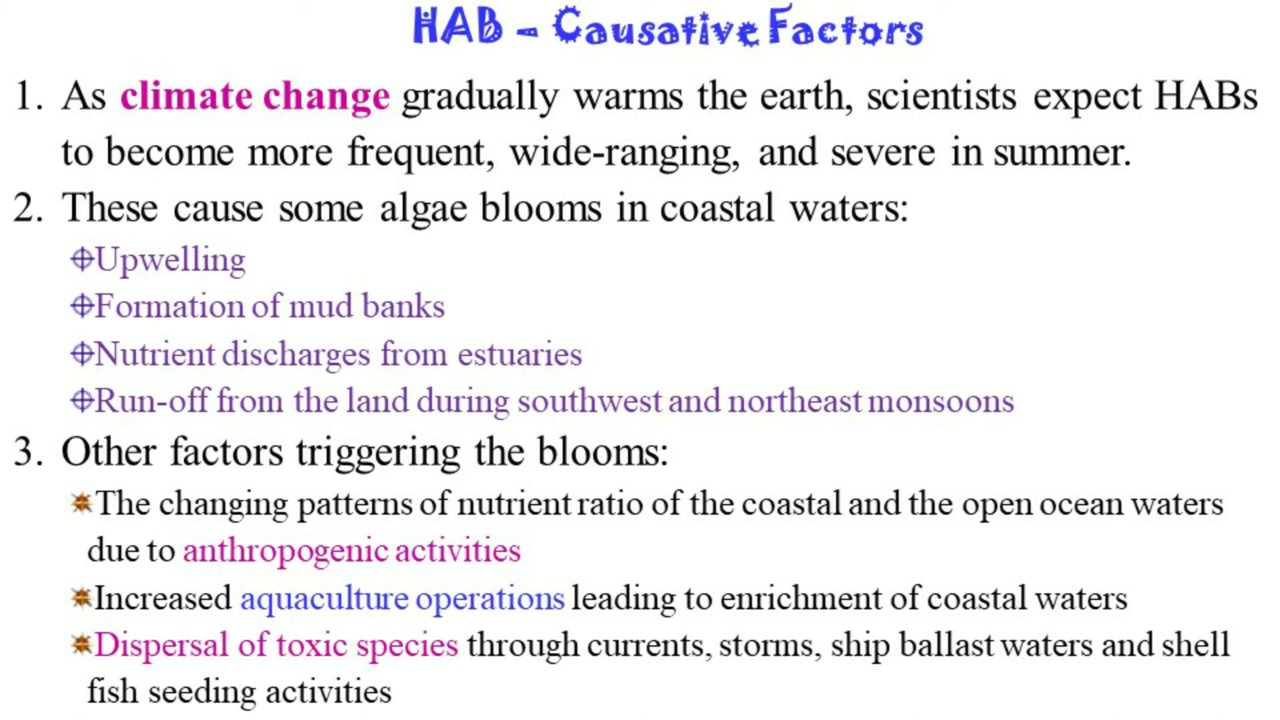 HAB - Causative Factors
1. As climate change gradually warms the earth, scientists expect HABs
to become more frequent, wide-ranging, and severe in summer.
2. These cause some algae blooms in coastal waters:
Upwelling
Formation of mud banks
Nutrient discharges from estuaries
Run-off from the land during southwest and northeast monsoons
3. Other factors triggering the blooms:
The changing patterns of nutrient ratio of the coastal and the open ocean waters
due to anthropogenic activities
Increased aquaculture operations leading to enrichment of coastal waters
Dispersal of toxic species through currents, storms, ship ballast waters and shell
fish seeding activities